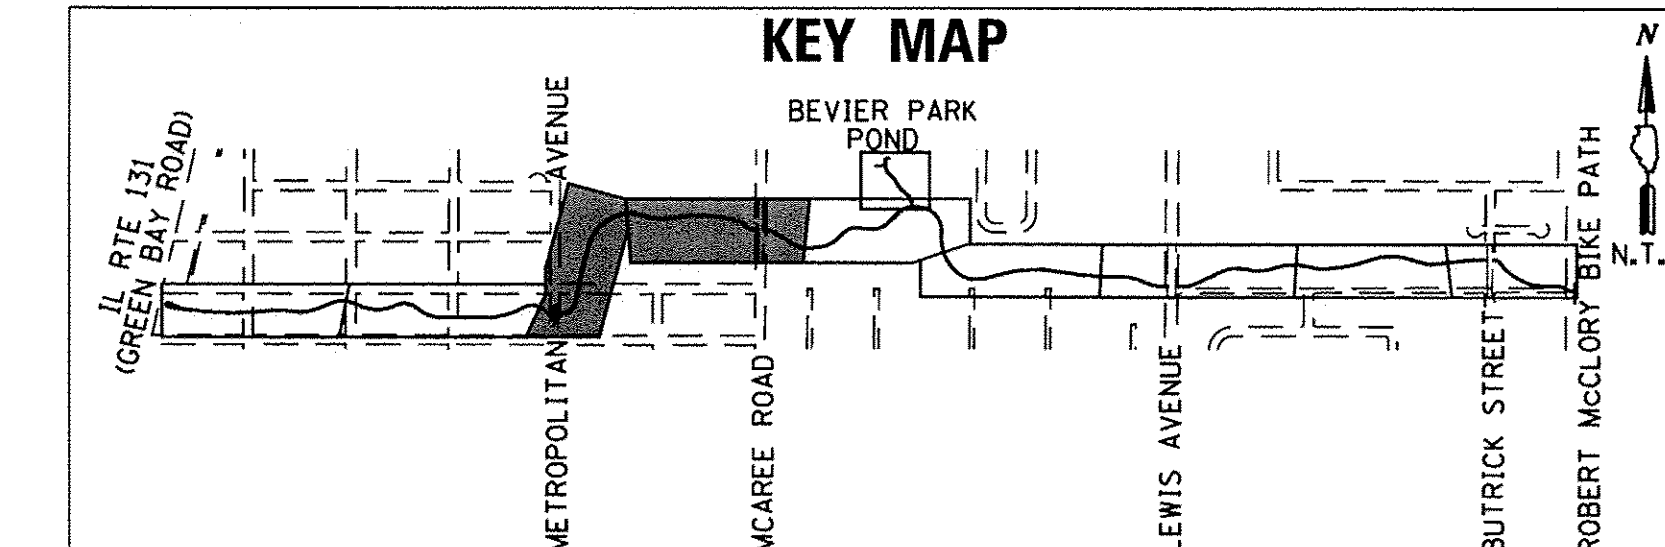 KEY MAP
N
BEVIER PARK
POND
IL RTE 131
(GREEN BAY ROAD)
METROPOLITAN AVENUE
MCAREE ROAD
LEWIS AVENUE
BUTRICK STREET
ROBERT McCLORY BIKE PATH
N.T.